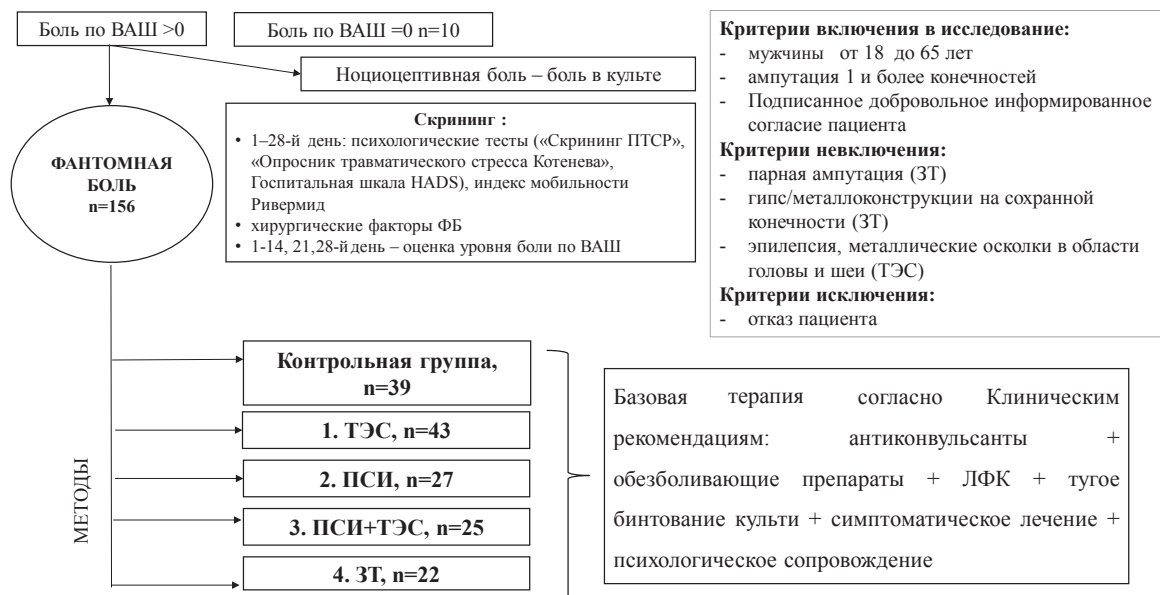 Боль по ВАШ >0
Боль по ВАШ =0 n=10
Ноциоцептивная боль – боль в культе
ФАНТОМНАЯ
БОЛЬ
n=156
Скрининг :
• 1–28-й день: психологические тесты («Скрининг ПТСР»,
«Опросник травматического стресса Котенева»,
Госпитальная шкала HADS), индекс мобильности
Ривермид
• хирургические факторы ФБ
• 1-14, 21,28-й день – оценка уровня боли по ВАШ
Критерии включения в исследование:
- мужчины от 18 до 65 лет
- ампутация 1 и более конечностей
- Подписанное добровольное информированное
согласие пациента
Критерии невключения:
- парная ампутация (ЗТ)
- гипс/металлоконструкции на сохранной
конечности (ЗТ)
- эпилепсия, металлические осколки в области
головы и шеи (ТЭС)
Критерии исключения:
- отказ пациента
МЕТОДЫ
Контрольная группа,
n=39
1. ТЭС, n=43
2. ПСИ, n=27
3. ПСИ+ТЭС, n=25
4. ЗТ, n=22
Базовая терапия согласно Клиническим
рекомендациям: антиконвульсанты +
обезболивающие препараты + ЛФК + тугое
бинтование культи + симптоматическое лечение +
психологическое сопровождение